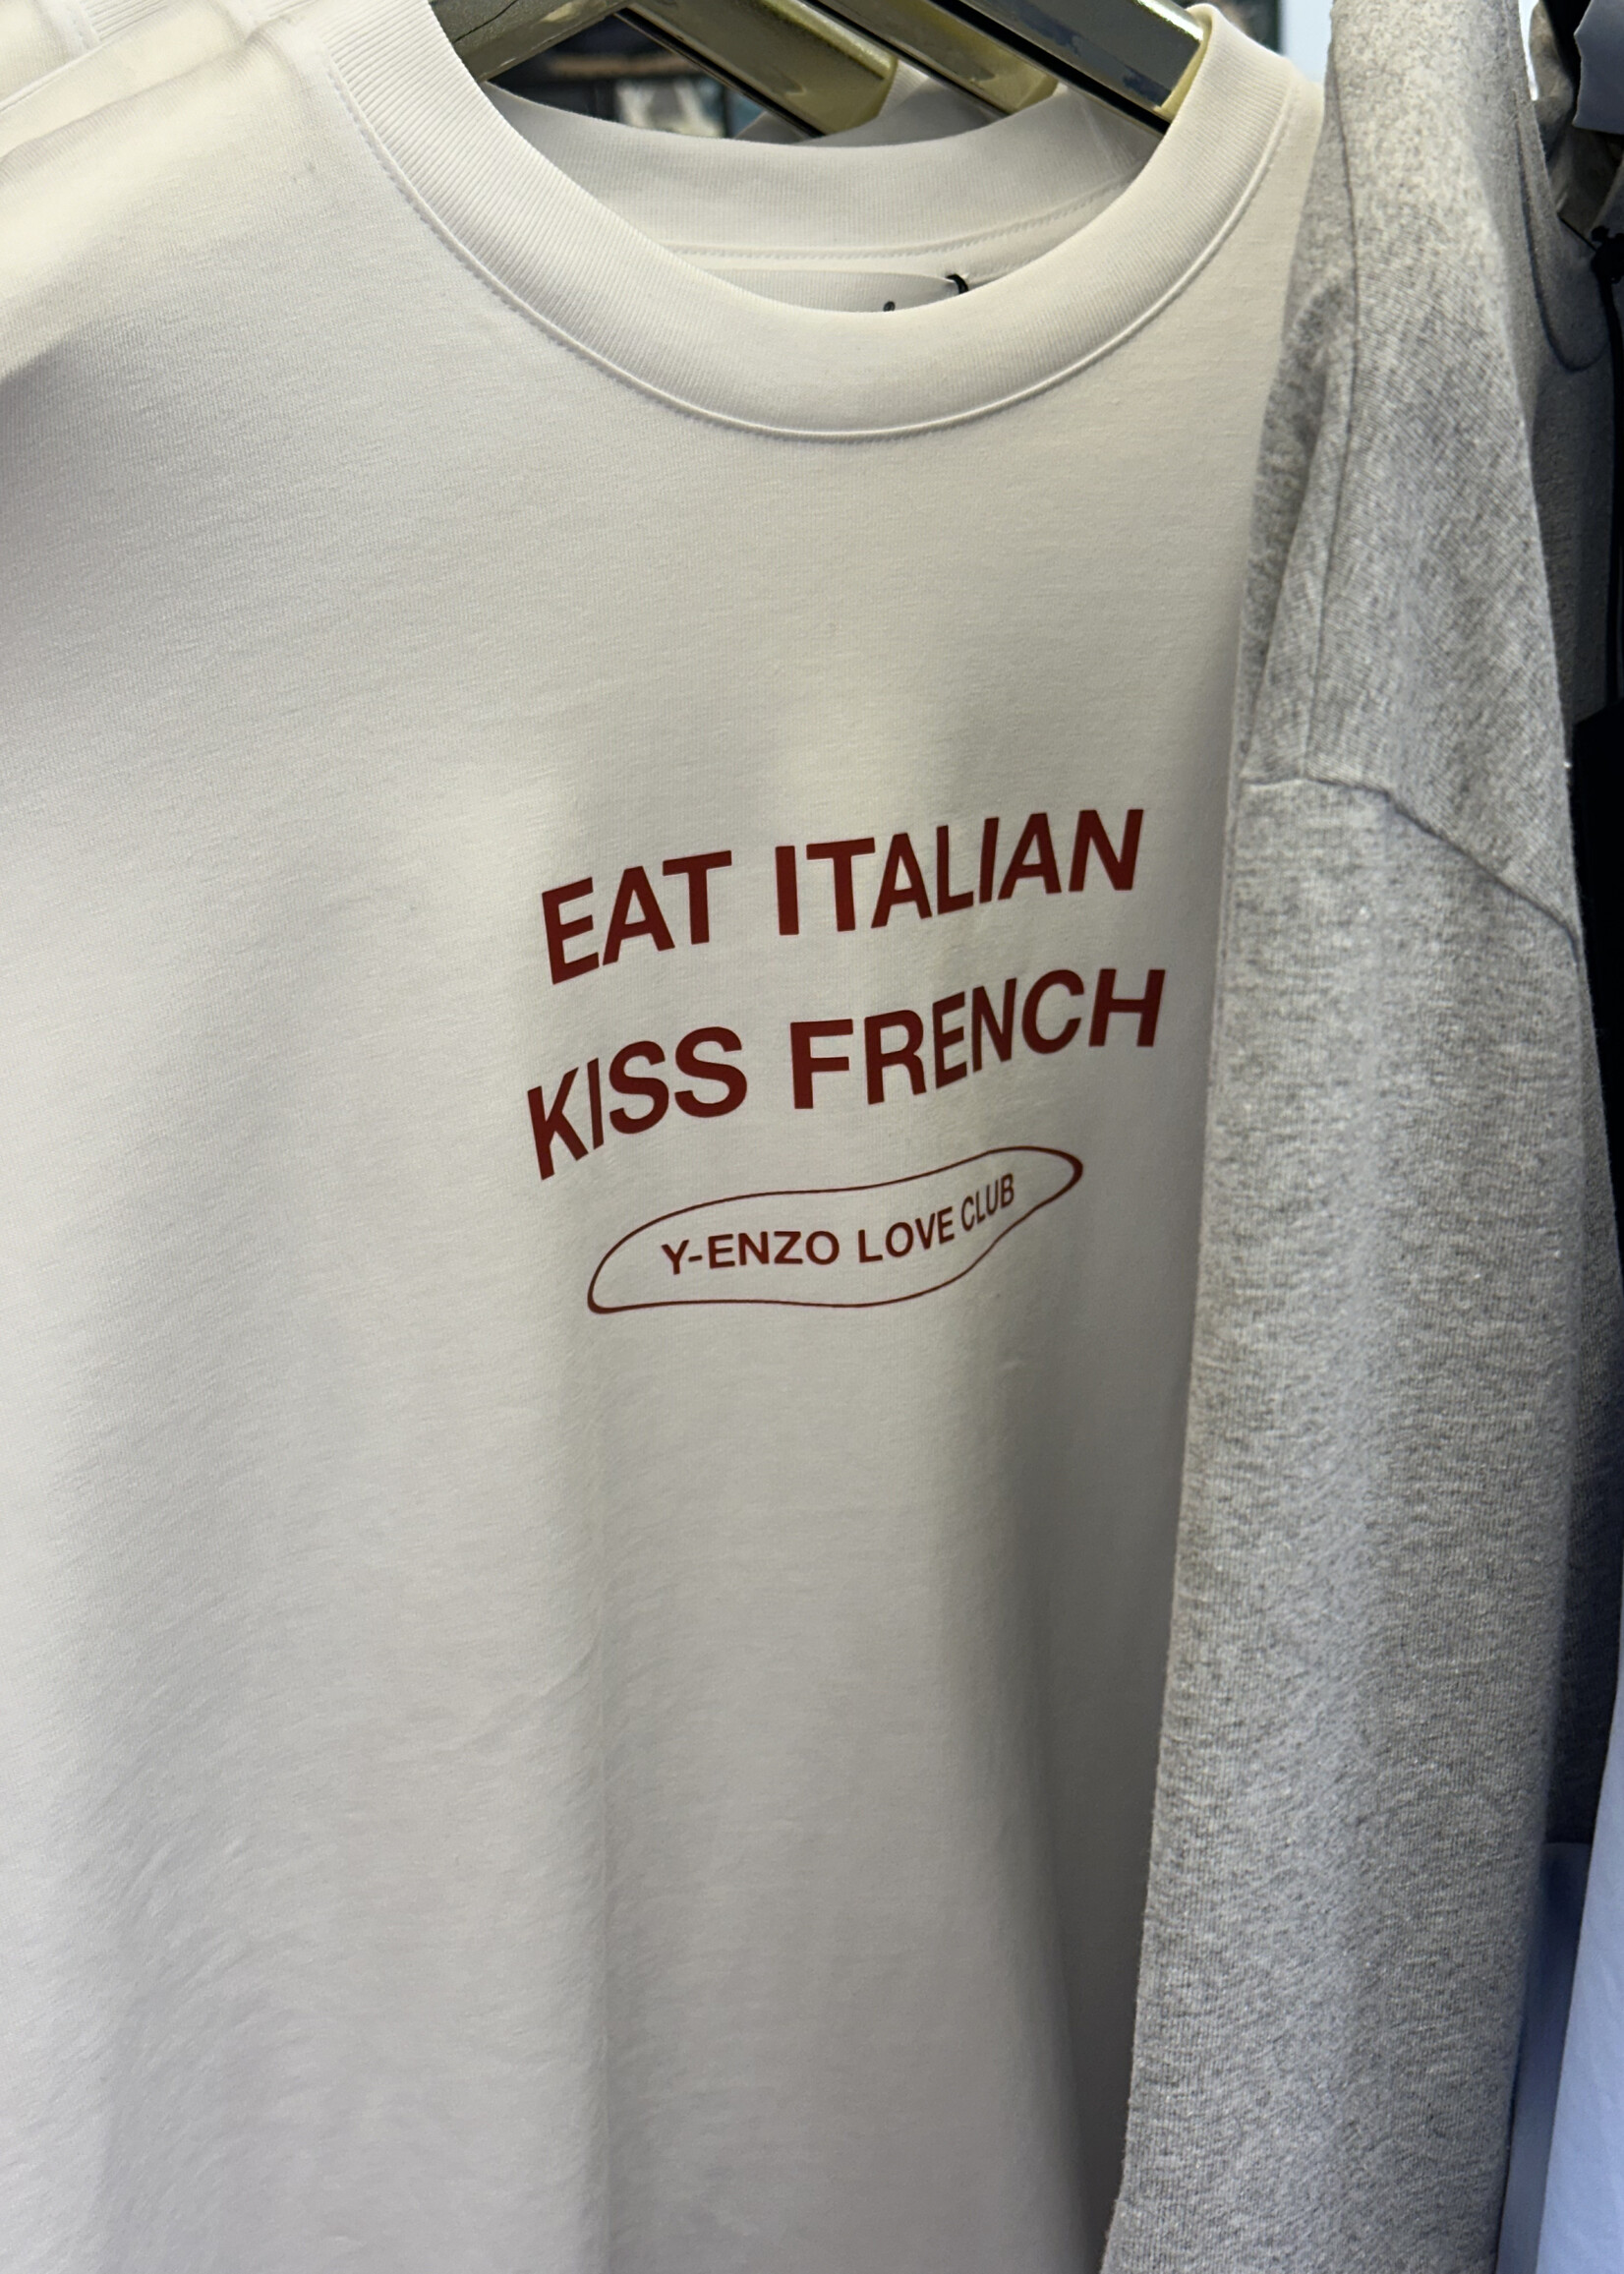 EAT ITALIAN
KISS FRENCH
Y-ENZO LOVE CLUB